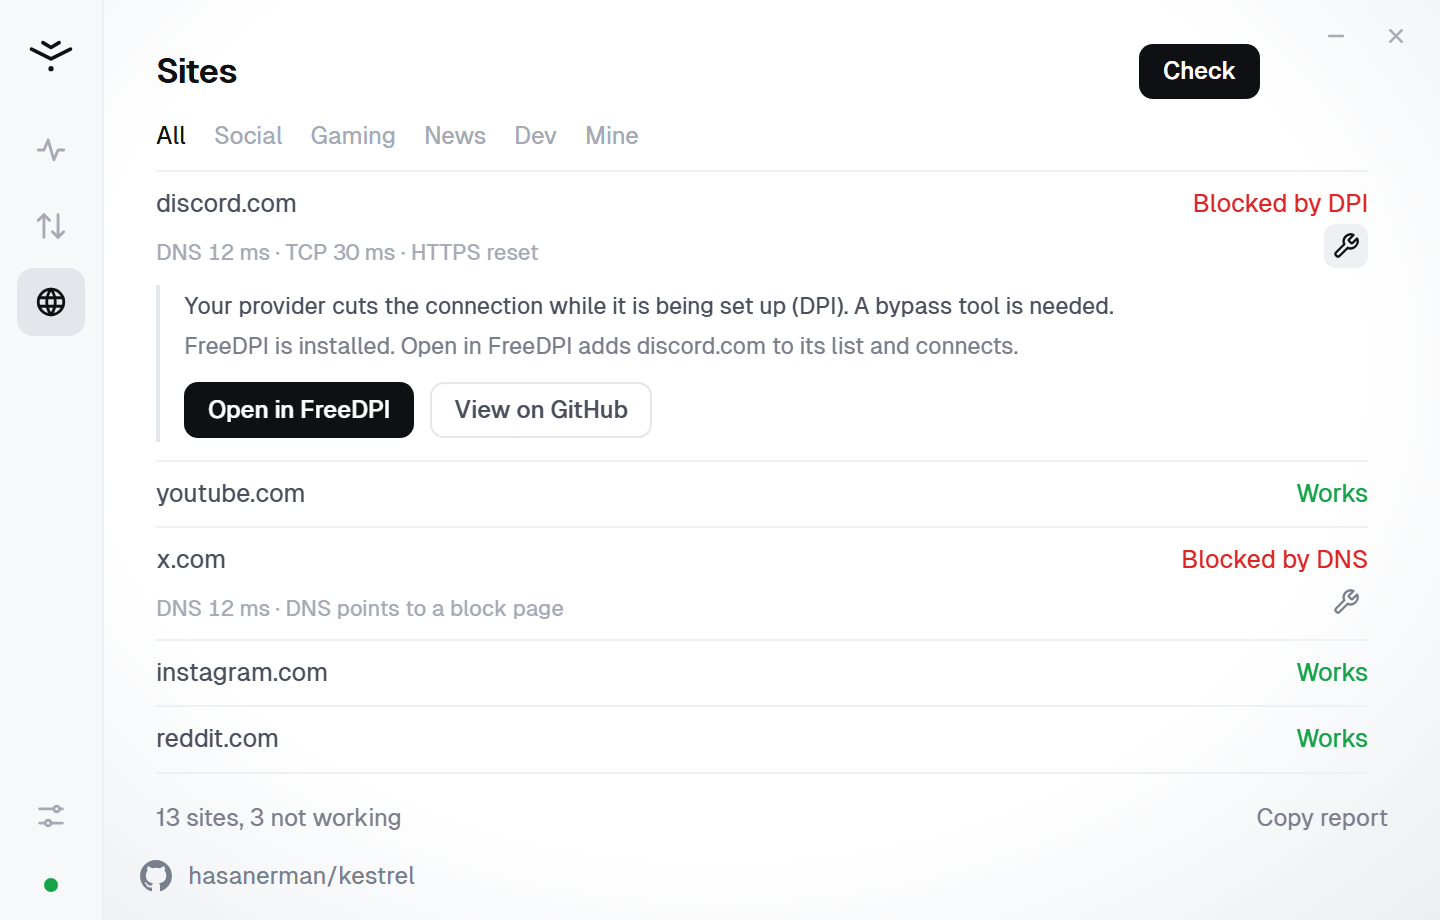 Sites
Check
All Social Gaming News Dev Mine
discord.com Blocked by DPI
DNS 12 ms · TCP 30 ms · HTTPS reset
Your provider cuts the connection while it is being set up (DPI). A bypass tool is needed.
FreeDPI is installed. Open in FreeDPI adds discord.com to its list and connects.
Open in FreeDPI View on GitHub
youtube.com Works
x.com Blocked by DNS
DNS 12 ms · DNS points to a block page
instagram.com Works
reddit.com Works
13 sites, 3 not working Copy report
hasanerman/kestrel